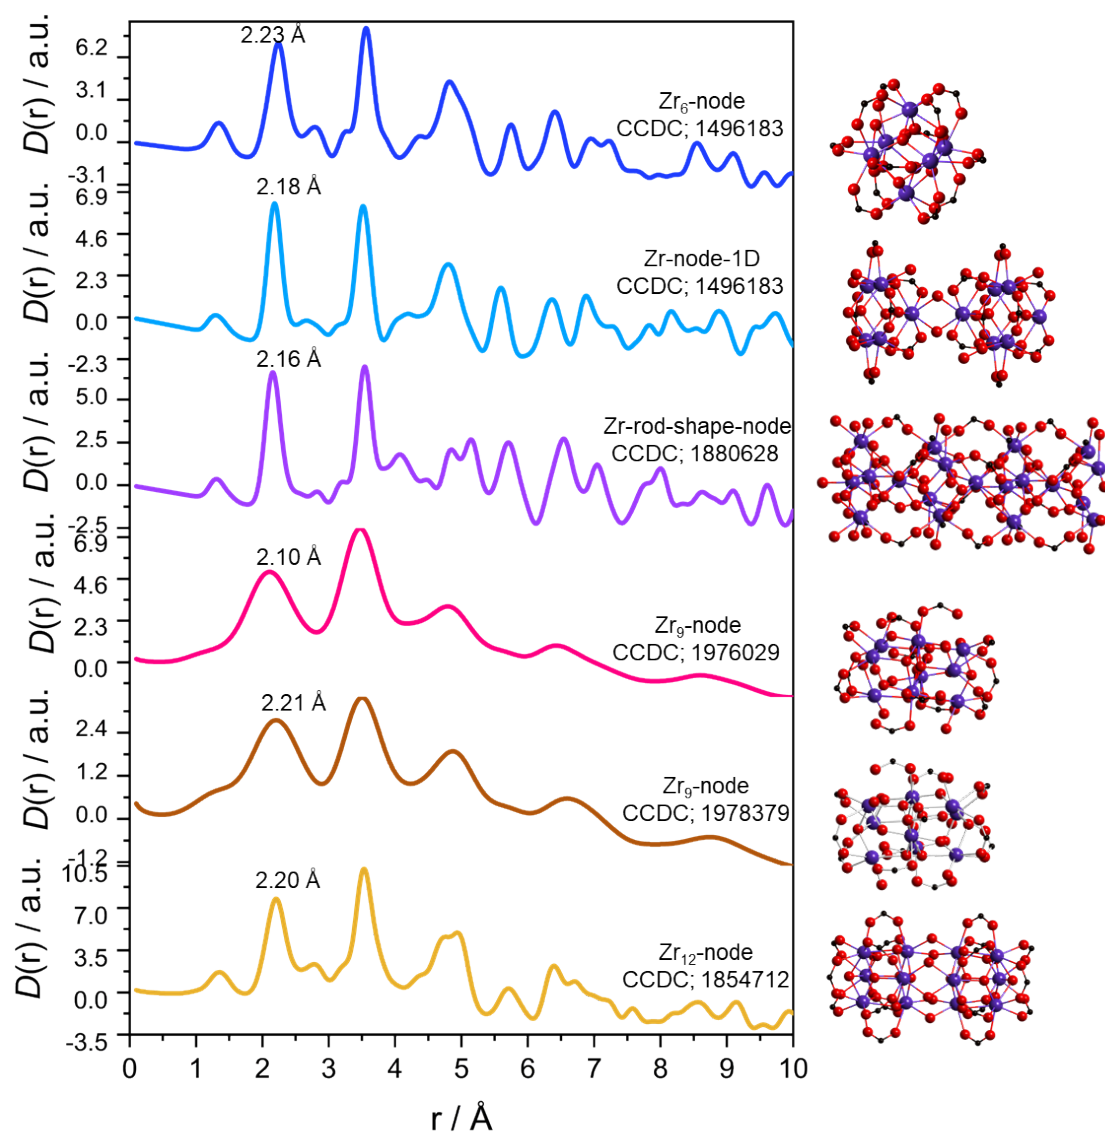 D(r) / a.u.
6.2
3.1
0.0
-3.1
2.23 Å
Zr₆-node
CCDC; 1496183
D(r) / a.u.
6.9
4.6
2.3
0.0
-2.3
2.18 Å
Zr-node-1D
CCDC; 1496183
D(r) / a.u.
5.0
2.5
0.0
-2.5
2.16 Å
Zr-rod-shape-node
CCDC; 1880628
D(r) / a.u.
6.9
4.6
2.3
0.0
2.10 Å
Zr₉-node
CCDC; 1976029
D(r) / a.u.
2.4
1.2
0.0
-1.2
2.21 Å
Zr₉-node
CCDC; 1978379
D(r) / a.u.
10.5
7.0
3.5
0.0
-3.5
2.20 Å
Zr₁₂-node
CCDC; 1854712
0 1 2 3 4 5 6 7 8 9 10
r / Å